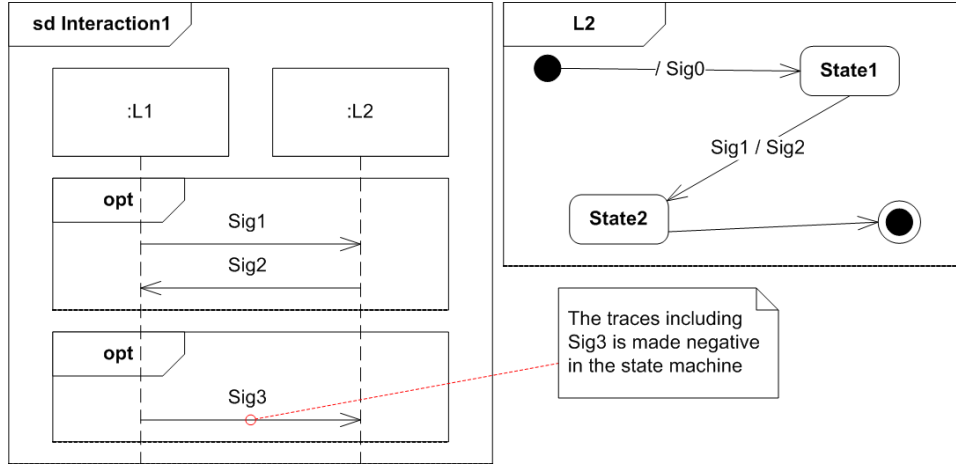 sd Interaction1
:L1
:L2
opt
Sig1
Sig2
opt
Sig3
L2
/ Sig0
State1
Sig1 / Sig2
State2
The traces including
Sig3 is made negative
in the state machine